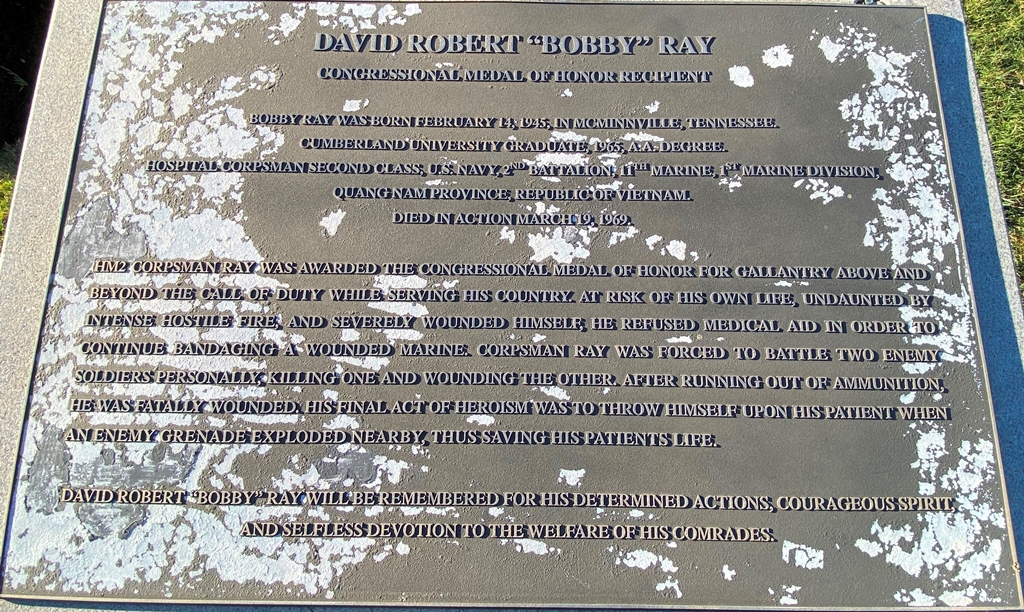 DAVID ROBERT “BOBBY” RAY
CONGRESSIONAL MEDAL OF HONOR RECIPIENT
BOBBY RAY WAS BORN FEBRUARY 14, 1945, IN MCMINNVILLE, TENNESSEE.
CUMBERLAND UNIVERSITY GRADUATE, 1965, A.A. DEGREE.
HOSPITAL CORPSMAN SECOND CLASS, U.S. NAVY, 2ND BATTALION, 11TH MARINE, 1ST MARINE DIVISION,
QUANG NAM PROVINCE, REPUBLIC OF VIETNAM.
DIED IN ACTION MARCH 19, 1969.
HM2 CORPSMAN RAY WAS AWARDED THE CONGRESSIONAL MEDAL OF HONOR FOR GALLANTRY ABOVE AND
BEYOND THE CALL OF DUTY WHILE SERVING HIS COUNTRY. AT RISK OF HIS OWN LIFE, UNDAUNTED BY
INTENSE HOSTILE FIRE, AND SEVERELY WOUNDED HIMSELF, HE REFUSED MEDICAL AID IN ORDER TO
CONTINUE BANDAGING A WOUNDED MARINE. CORPSMAN RAY WAS FORCED TO BATTLE TWO ENEMY
SOLDIERS PERSONALLY, KILLING ONE AND WOUNDING THE OTHER. AFTER RUNNING OUT OF AMMUNITION,
HE WAS FATALLY WOUNDED. HIS FINAL ACT OF HEROISM WAS TO THROW HIMSELF UPON HIS PATIENT WHEN
AN ENEMY GRENADE EXPLODED NEARBY, THUS SAVING HIS PATIENTS LIFE.
DAVID ROBERT “BOBBY” RAY WILL BE REMEMBERED FOR HIS DETERMINED ACTIONS, COURAGEOUS SPIRIT,
AND SELFLESS DEVOTION TO THE WELFARE OF HIS COMRADES.